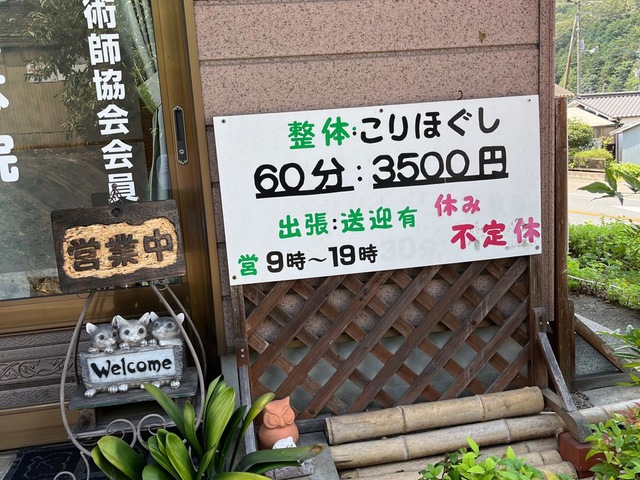 術師協会会員
院
営業中
Welcome
整体:こりほぐし
60分:3500円
出張:送迎有
休み
不定休
営9時~19時